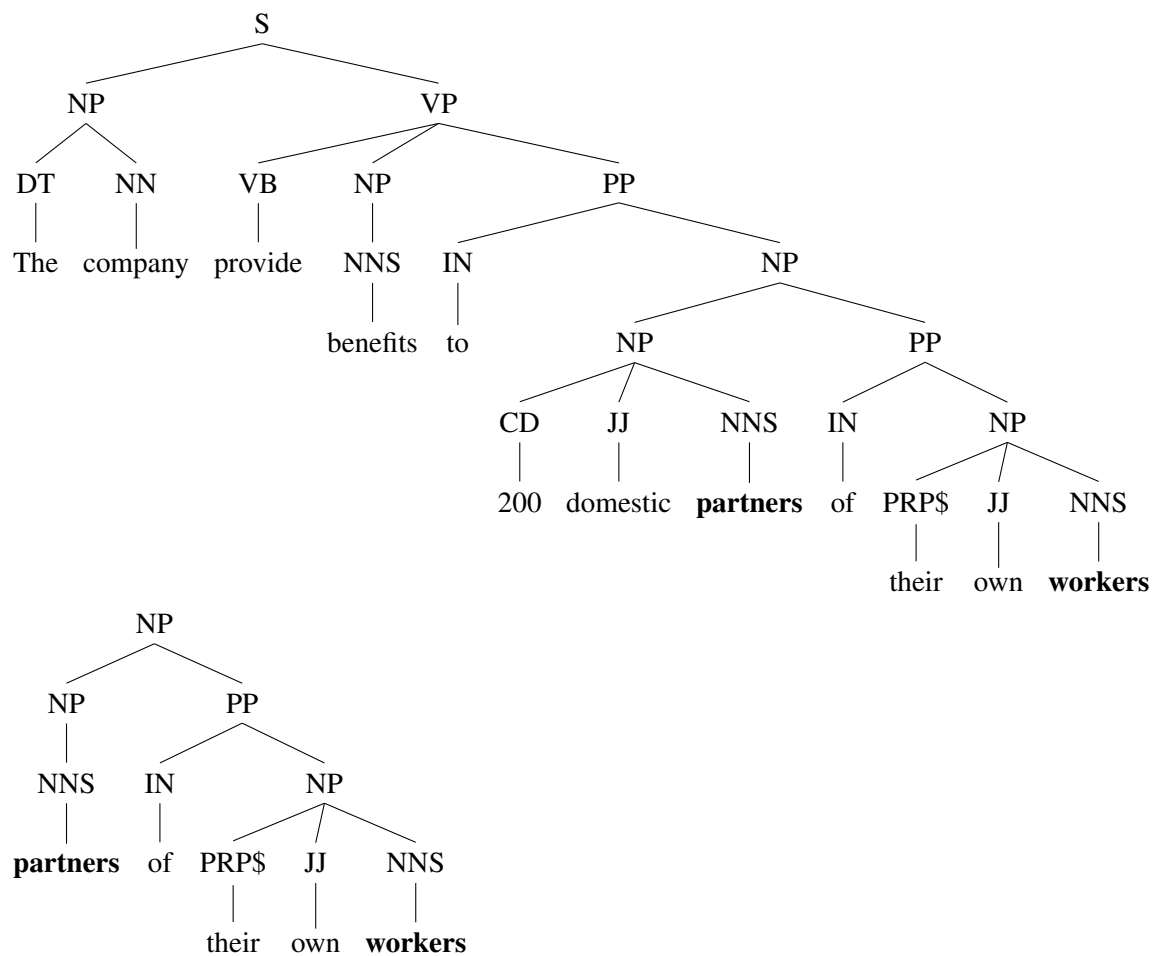 S
NP VP
DT NN VB NP PP
The company provide NNS IN NP
benefits to NP PP
CD JJ NNS IN NP
200 domestic partners of PRP$ JJ NNS
their own workers
NP
NP PP
NNS IN NP
partners of PRP$ JJ NNS
their own workers